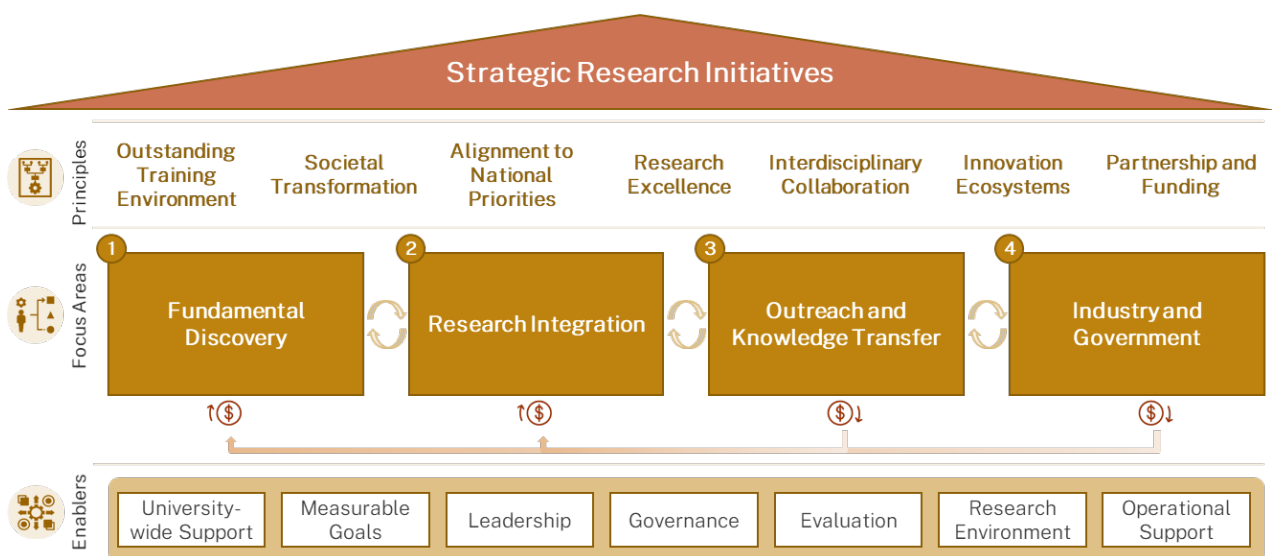 Strategic Research Initiatives
Principles
Outstanding
Training
Environment
Societal
Transformation
Alignment to
National
Priorities
Research
Excellence
Interdisciplinary
Collaboration
Innovation
Ecosystems
Partnership and
Funding
Focus Areas
1
Fundamental
Discovery
2
Research Integration
3
Outreach and
Knowledge Transfer
4
Industry and
Government
$
$
$
$
Enablers
University-
wide Support
Measurable
Goals
Leadership
Governance
Evaluation
Research
Environment
Operational
Support